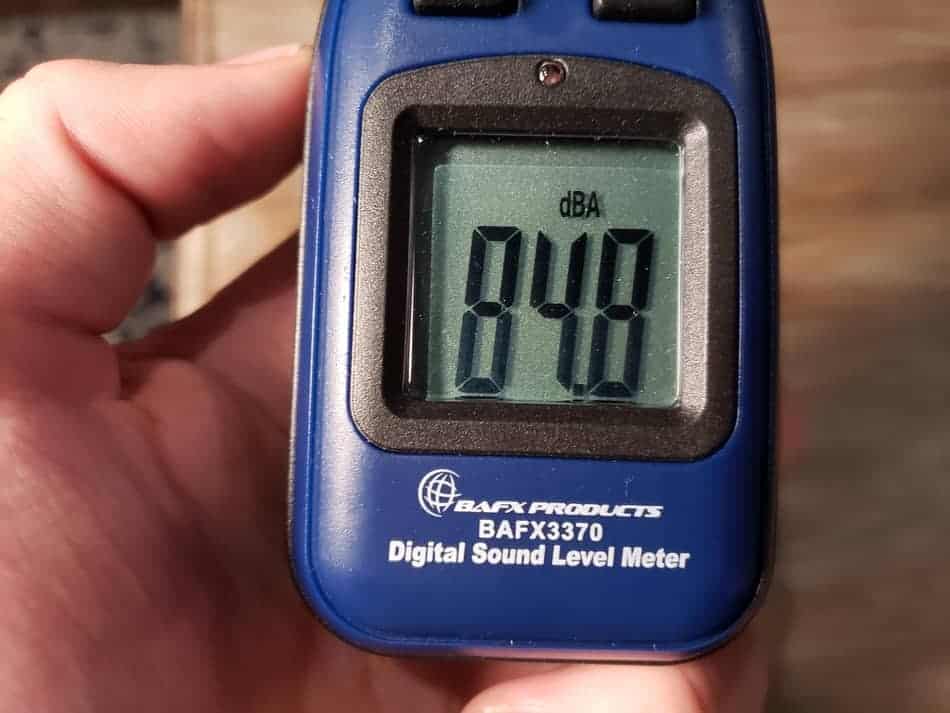 dBA
84.8
BAFX PRODUCTS
BAFX3370
Digital Sound Level Meter